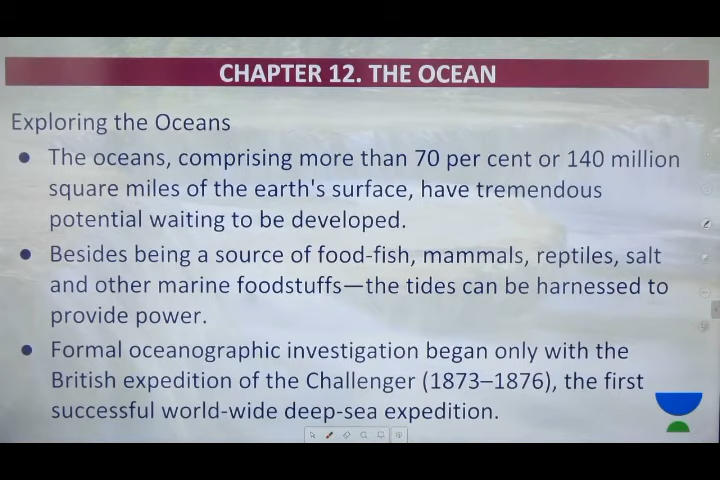 CHAPTER 12. THE OCEAN
Exploring the Oceans
● The oceans, comprising more than 70 per cent or 140 million
square miles of the earth's surface, have tremendous
potential waiting to be developed.
● Besides being a source of food-fish, mammals, reptiles, salt
and other marine foodstuffs—the tides can be harnessed to
provide power.
● Formal oceanographic investigation began only with the
British expedition of the Challenger (1873–1876), the first
successful world-wide deep-sea expedition.